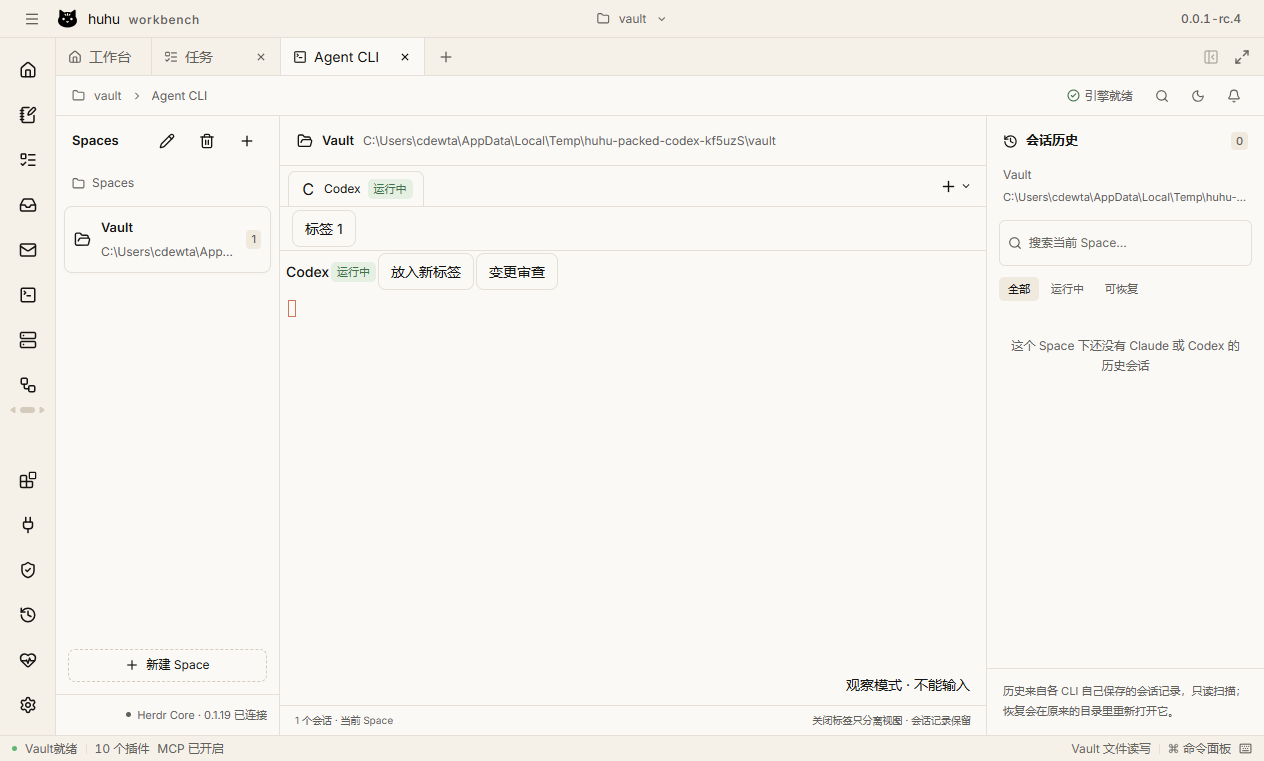 huhu workbench
vault
0.0.1-rc.4
工作台
任务
Agent CLI
vault
Agent CLI
引擎就绪
Spaces
Spaces
Vault
C:\Users\cdewta\App...
1
新建 Space
Herdr Core · 0.1.19 已连接
Vault C:\Users\cdewta\AppData\Local\Temp\huhu-packed-codex-kf5uzS\vault
C Codex 运行中
标签 1
Codex 运行中 放入新标签 变更审查
观察模式 · 不能输入
1 个会话 · 当前 Space
关闭标签只分离视图 · 会话记录保留
会话历史
0
Vault
C:\Users\cdewta\AppData\Local\Temp\huhu-...
搜索当前 Space...
全部 运行中 可恢复
这个 Space 下还没有 Claude 或 Codex 的
历史会话
历史来自各 CLI 自己保存的会话记录，只读扫描；
恢复会在原来的目录里重新打开它。
Vault就绪
10 个插件
MCP 已开启
Vault 文件读写
⌘ 命令面板